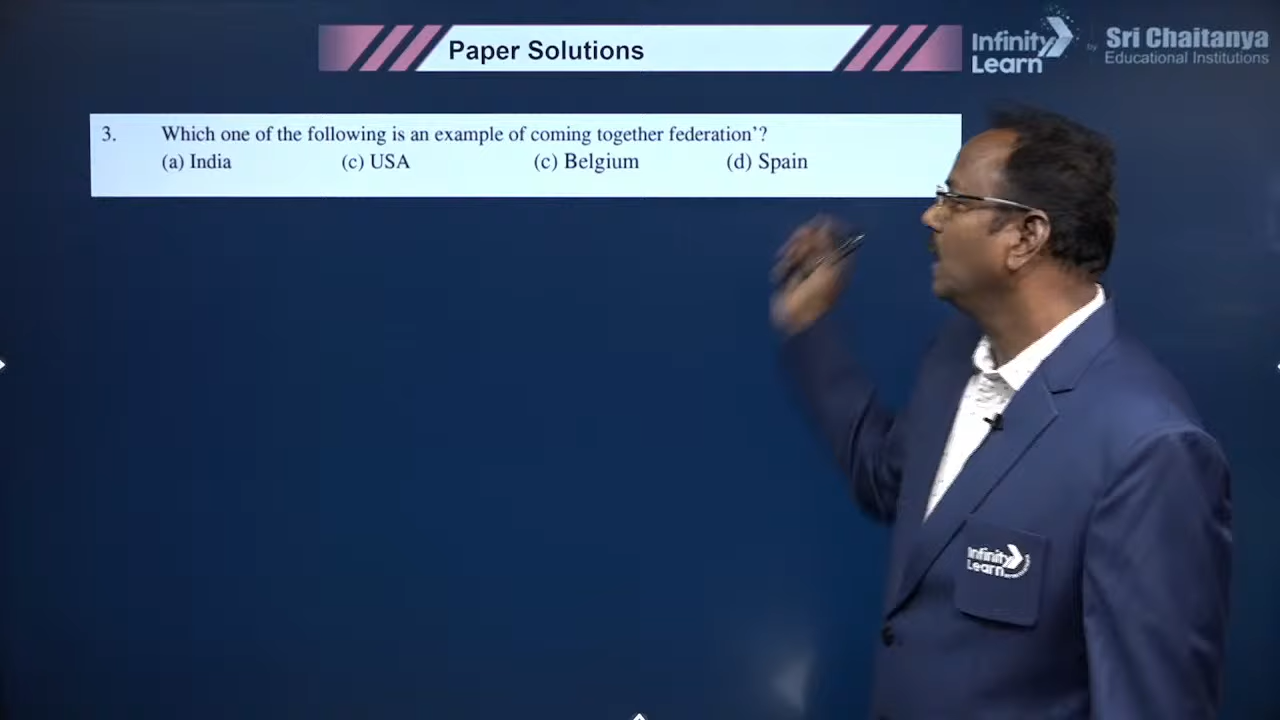 Paper Solutions
Infinity Learn by Sri Chaitanya Educational Institutions
3. Which one of the following is an example of coming together federation’?
(a) India (c) USA (c) Belgium (d) Spain
Infinity
Learn